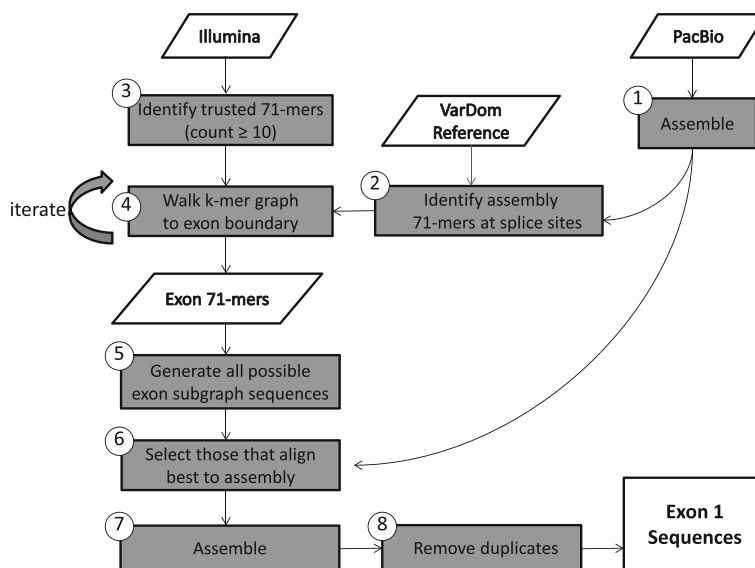 Illumina
PacBio
3
Identify trusted 71-mers
(count ≥ 10)
VarDom
Reference
1
Assemble
iterate
4
Walk k-mer graph
to exon boundary
2
Identify assembly
71-mers at splice sites
Exon 71-mers
5
Generate all possible
exon subgraph sequences
6
Select those that align
best to assembly
7
Assemble
8
Remove duplicates
Exon 1
Sequences